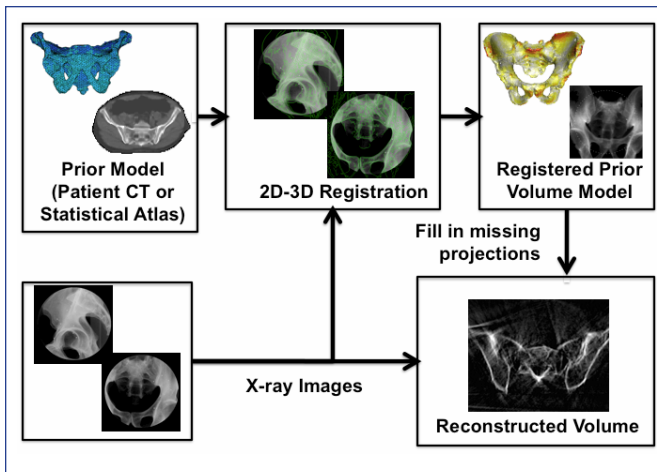 Prior Model
(Patient CT or
Statistical Atlas)
2D-3D Registration
Registered Prior
Volume Model
Fill in missing
projections
X-ray Images
Reconstructed Volume